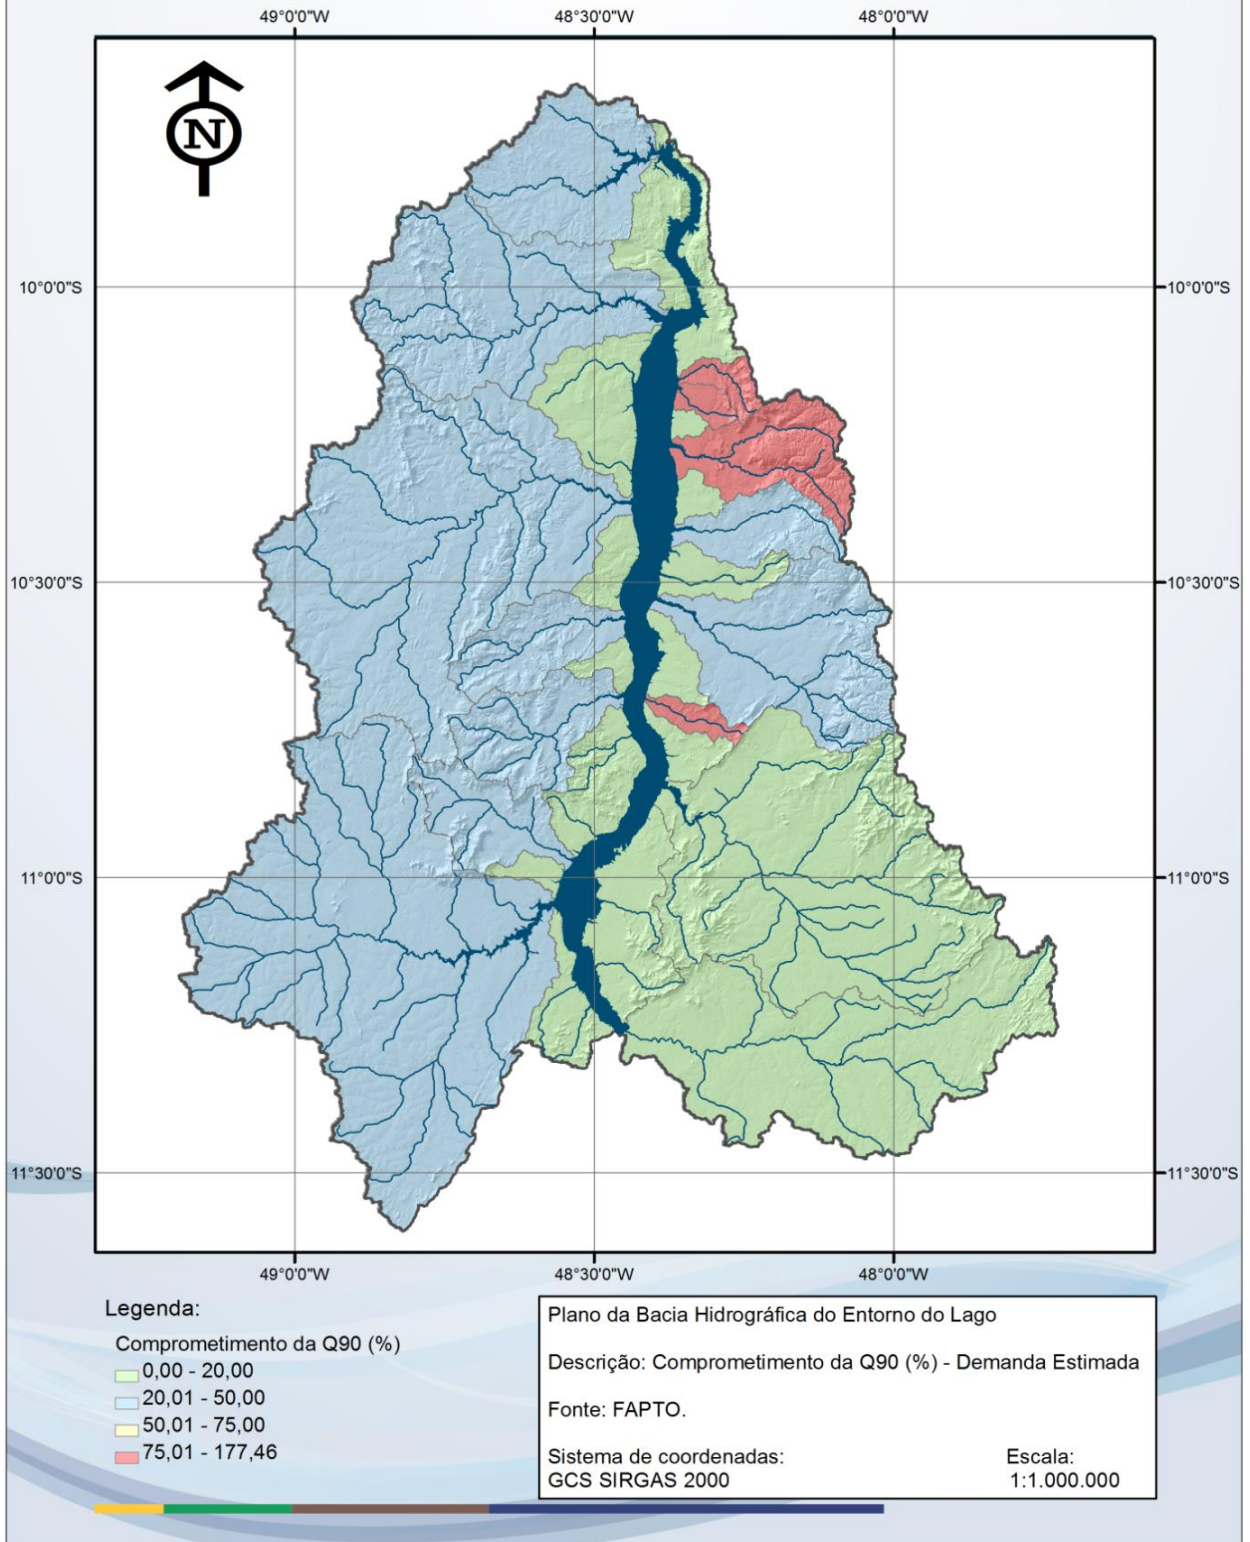 49°0'0"W 48°30'0"W 48°0'0"W
N
10°0'0"S 10°0'0"S
10°30'0"S 10°30'0"S
11°0'0"S 11°0'0"S
11°30'0"S 11°30'0"S
49°0'0"W 48°30'0"W 48°0'0"W
Legenda:
Comprometimento da Q90 (%)
0,00 - 20,00
20,01 - 50,00
50,01 - 75,00
75,01 - 177,46
Plano da Bacia Hidrográfica do Entorno do Lago
Descrição: Comprometimento da Q90 (%) - Demanda Estimada
Fonte: FAPTO.
Sistema de coordenadas: Escala:
GCS SIRGAS 2000 1:1.000.000